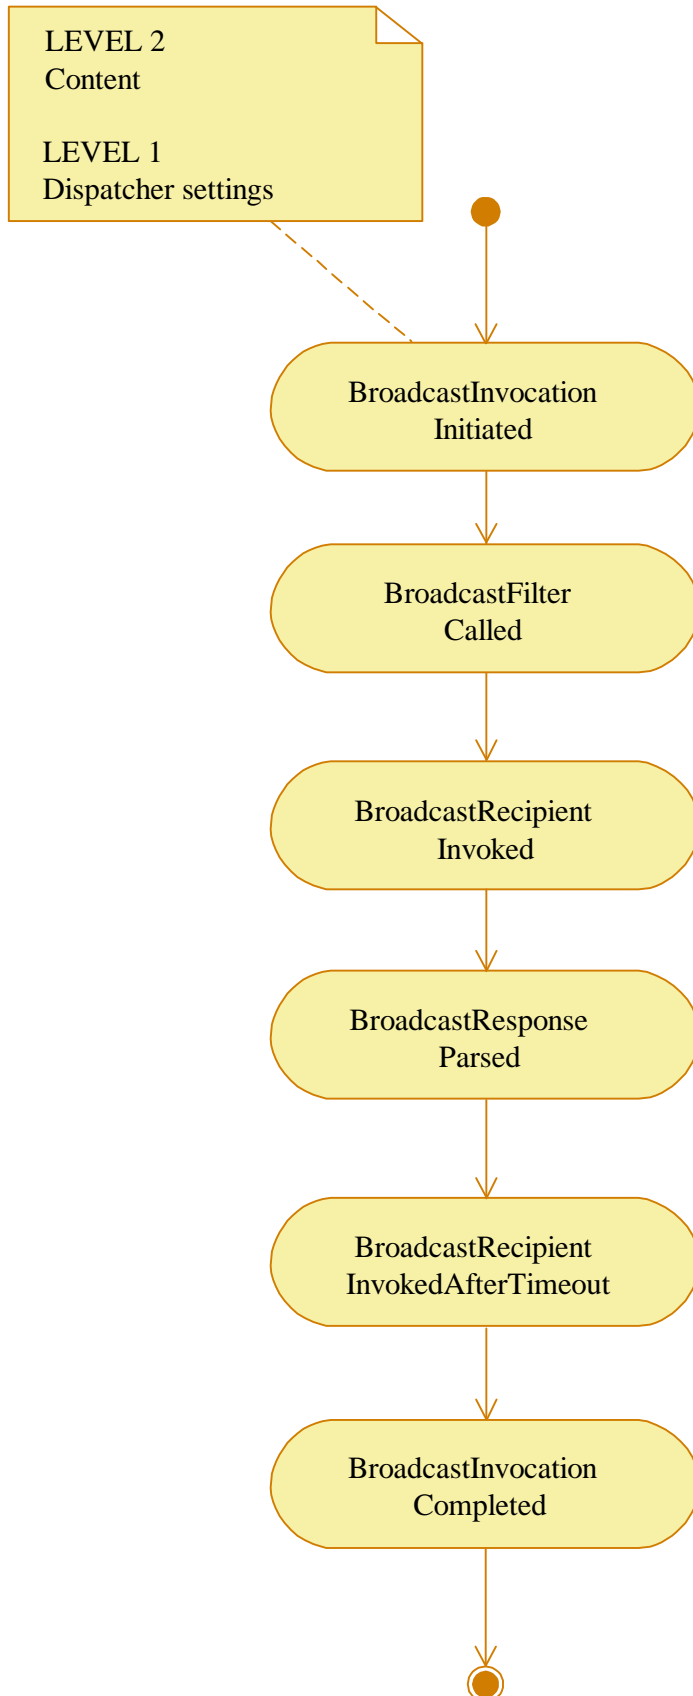 LEVEL 2
Content
LEVEL 1
Dispatcher settings
BroadcastInvocation
Initiated
BroadcastFilter
Called
BroadcastRecipient
Invoked
BroadcastResponse
Parsed
BroadcastRecipient
InvokedAfterTimeout
BroadcastInvocation
Completed